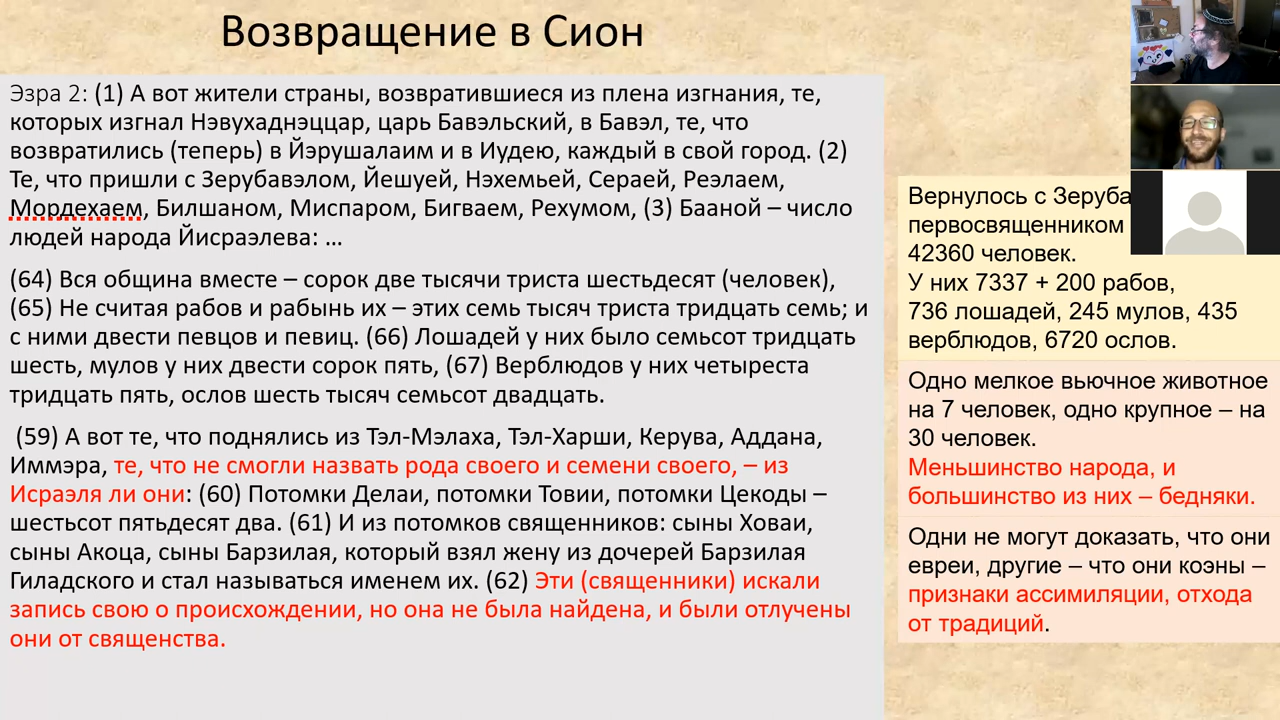 Возвращение в Сион
Эзра 2: (1) А вот жители страны, возвратившиеся из плена изгнания, те,
которых изгнал Нэвухаднэццар, царь Бавэльский, в Бавэл, те, что
возвратились (теперь) в Йэрушалаим и в Иудею, каждый в свой город. (2)
Те, что пришли с Зерубавэлом, Йешуей, Нэхемьей, Сераей, Реэлаем,
Мордехаем, Билшаном, Миспаром, Бигваем, Рехумом, (3) Бааной – число
людей народа Йисраэлева: ...
(64) Вся община вместе – сорок две тысячи триста шестьдесят (человек),
(65) Не считая рабов и рабынь их – этих семь тысяч триста тридцать семь; и
с ними двести певцов и певиц. (66) Лошадей у них было семьсот тридцать
шесть, мулов у них двести сорок пять, (67) Верблюдов у них четыреста
тридцать пять, ослов шесть тысяч семьсот двадцать.
(59) А вот те, что поднялись из Тэл-Мэлаха, Тэл-Харши, Керува, Аддана,
Иммэра, те, что не смогли назвать рода своего и семени своего, – из
Исраэля ли они: (60) Потомки Делаи, потомки Товии, потомки Цекоды –
шестьсот пятьдесят два. (61) И из потомков священников: сыны Ховаи,
сыны Акоца, сыны Барзилая, который взял жену из дочерей Барзилая
Гиладского и стал называться именем их. (62) Эти (священники) искали
запись свою о происхождении, но она не была найдена, и были отлучены
они от священства.
Вернулось с Зеруба
первосвященником
42360 человек.
У них 7337 + 200 рабов,
736 лошадей, 245 мулов, 435
верблюдов, 6720 ослов.
Одно мелкое вьючное животное
на 7 человек, одно крупное – на
30 человек.
Меньшинство народа, и
большинство из них – бедняки.
Одни не могут доказать, что они
евреи, другие – что они коэны –
признаки ассимиляции, отхода
от традиций.